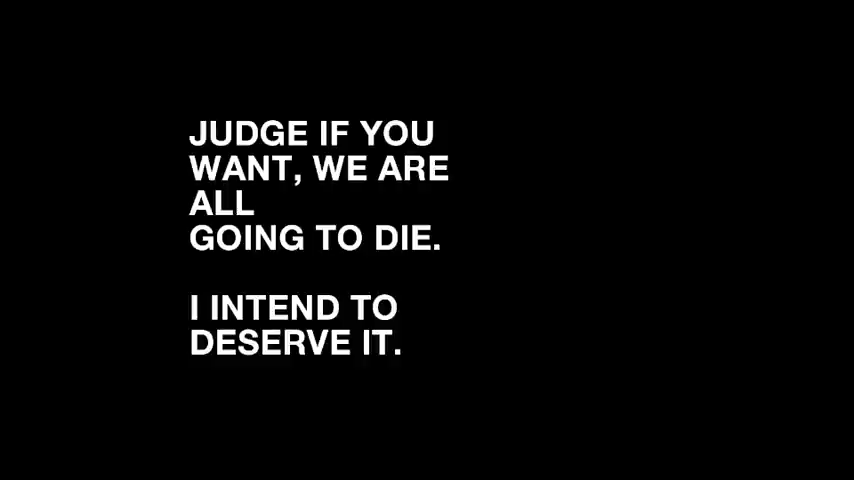 JUDGE IF YOU
WANT, WE ARE
ALL
GOING TO DIE.
I INTEND TO
DESERVE IT.